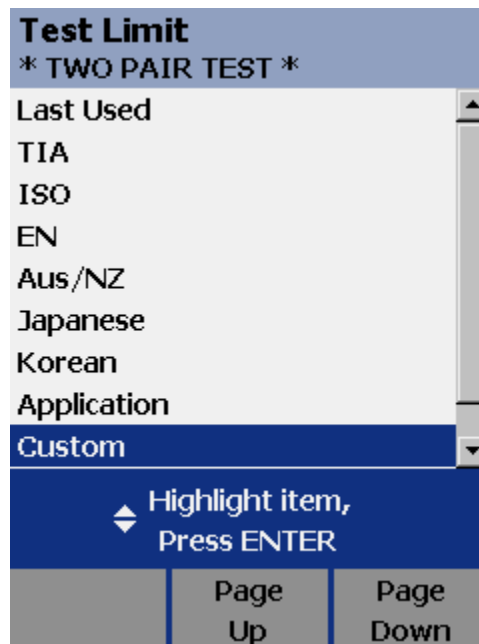 Test Limit
* TWO PAIR TEST *
Last Used
TIA
ISO
EN
Aus/NZ
Japanese
Korean
Application
Custom
Highlight item,
Press ENTER
Page
Up
Page
Down